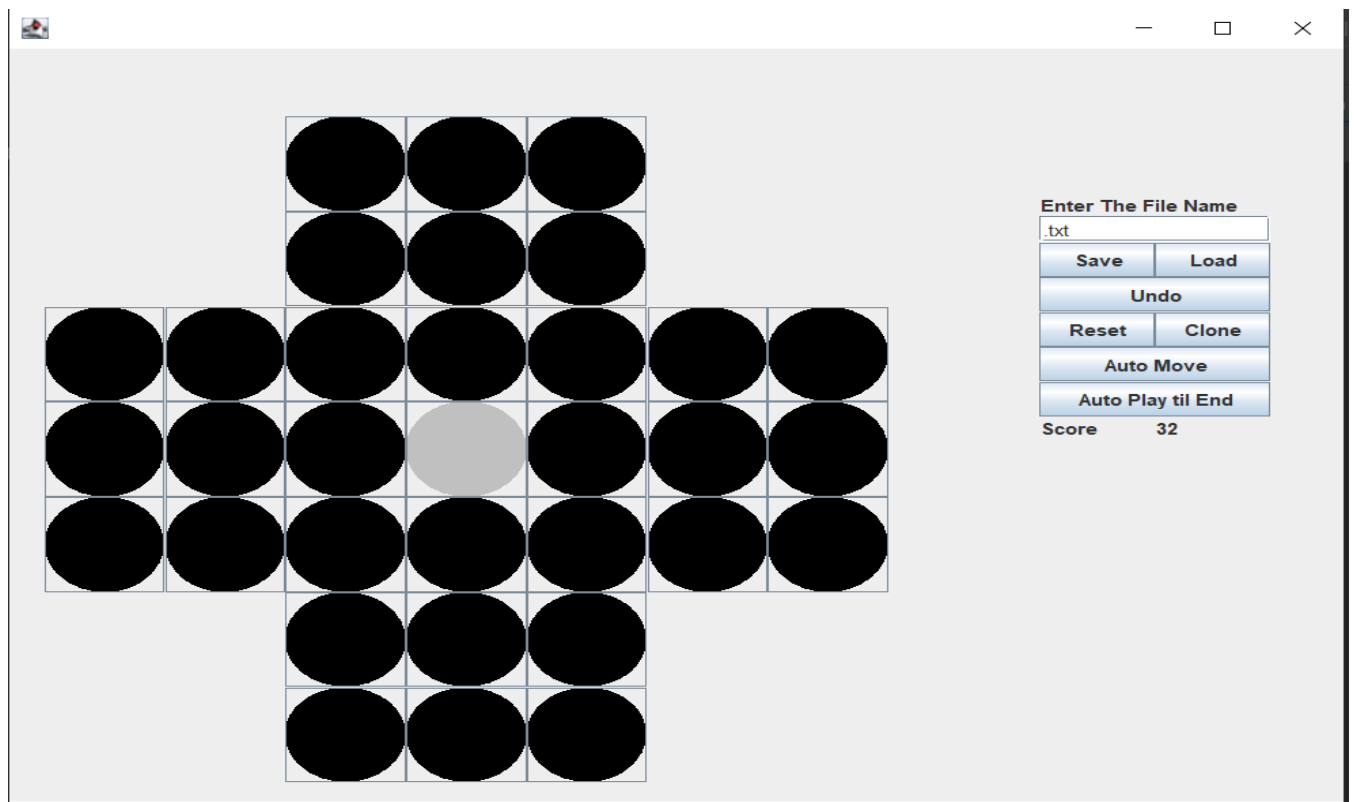 Enter The File Name
.txt
Save Load
Undo
Reset Clone
Auto Move
Auto Play til End
Score 32